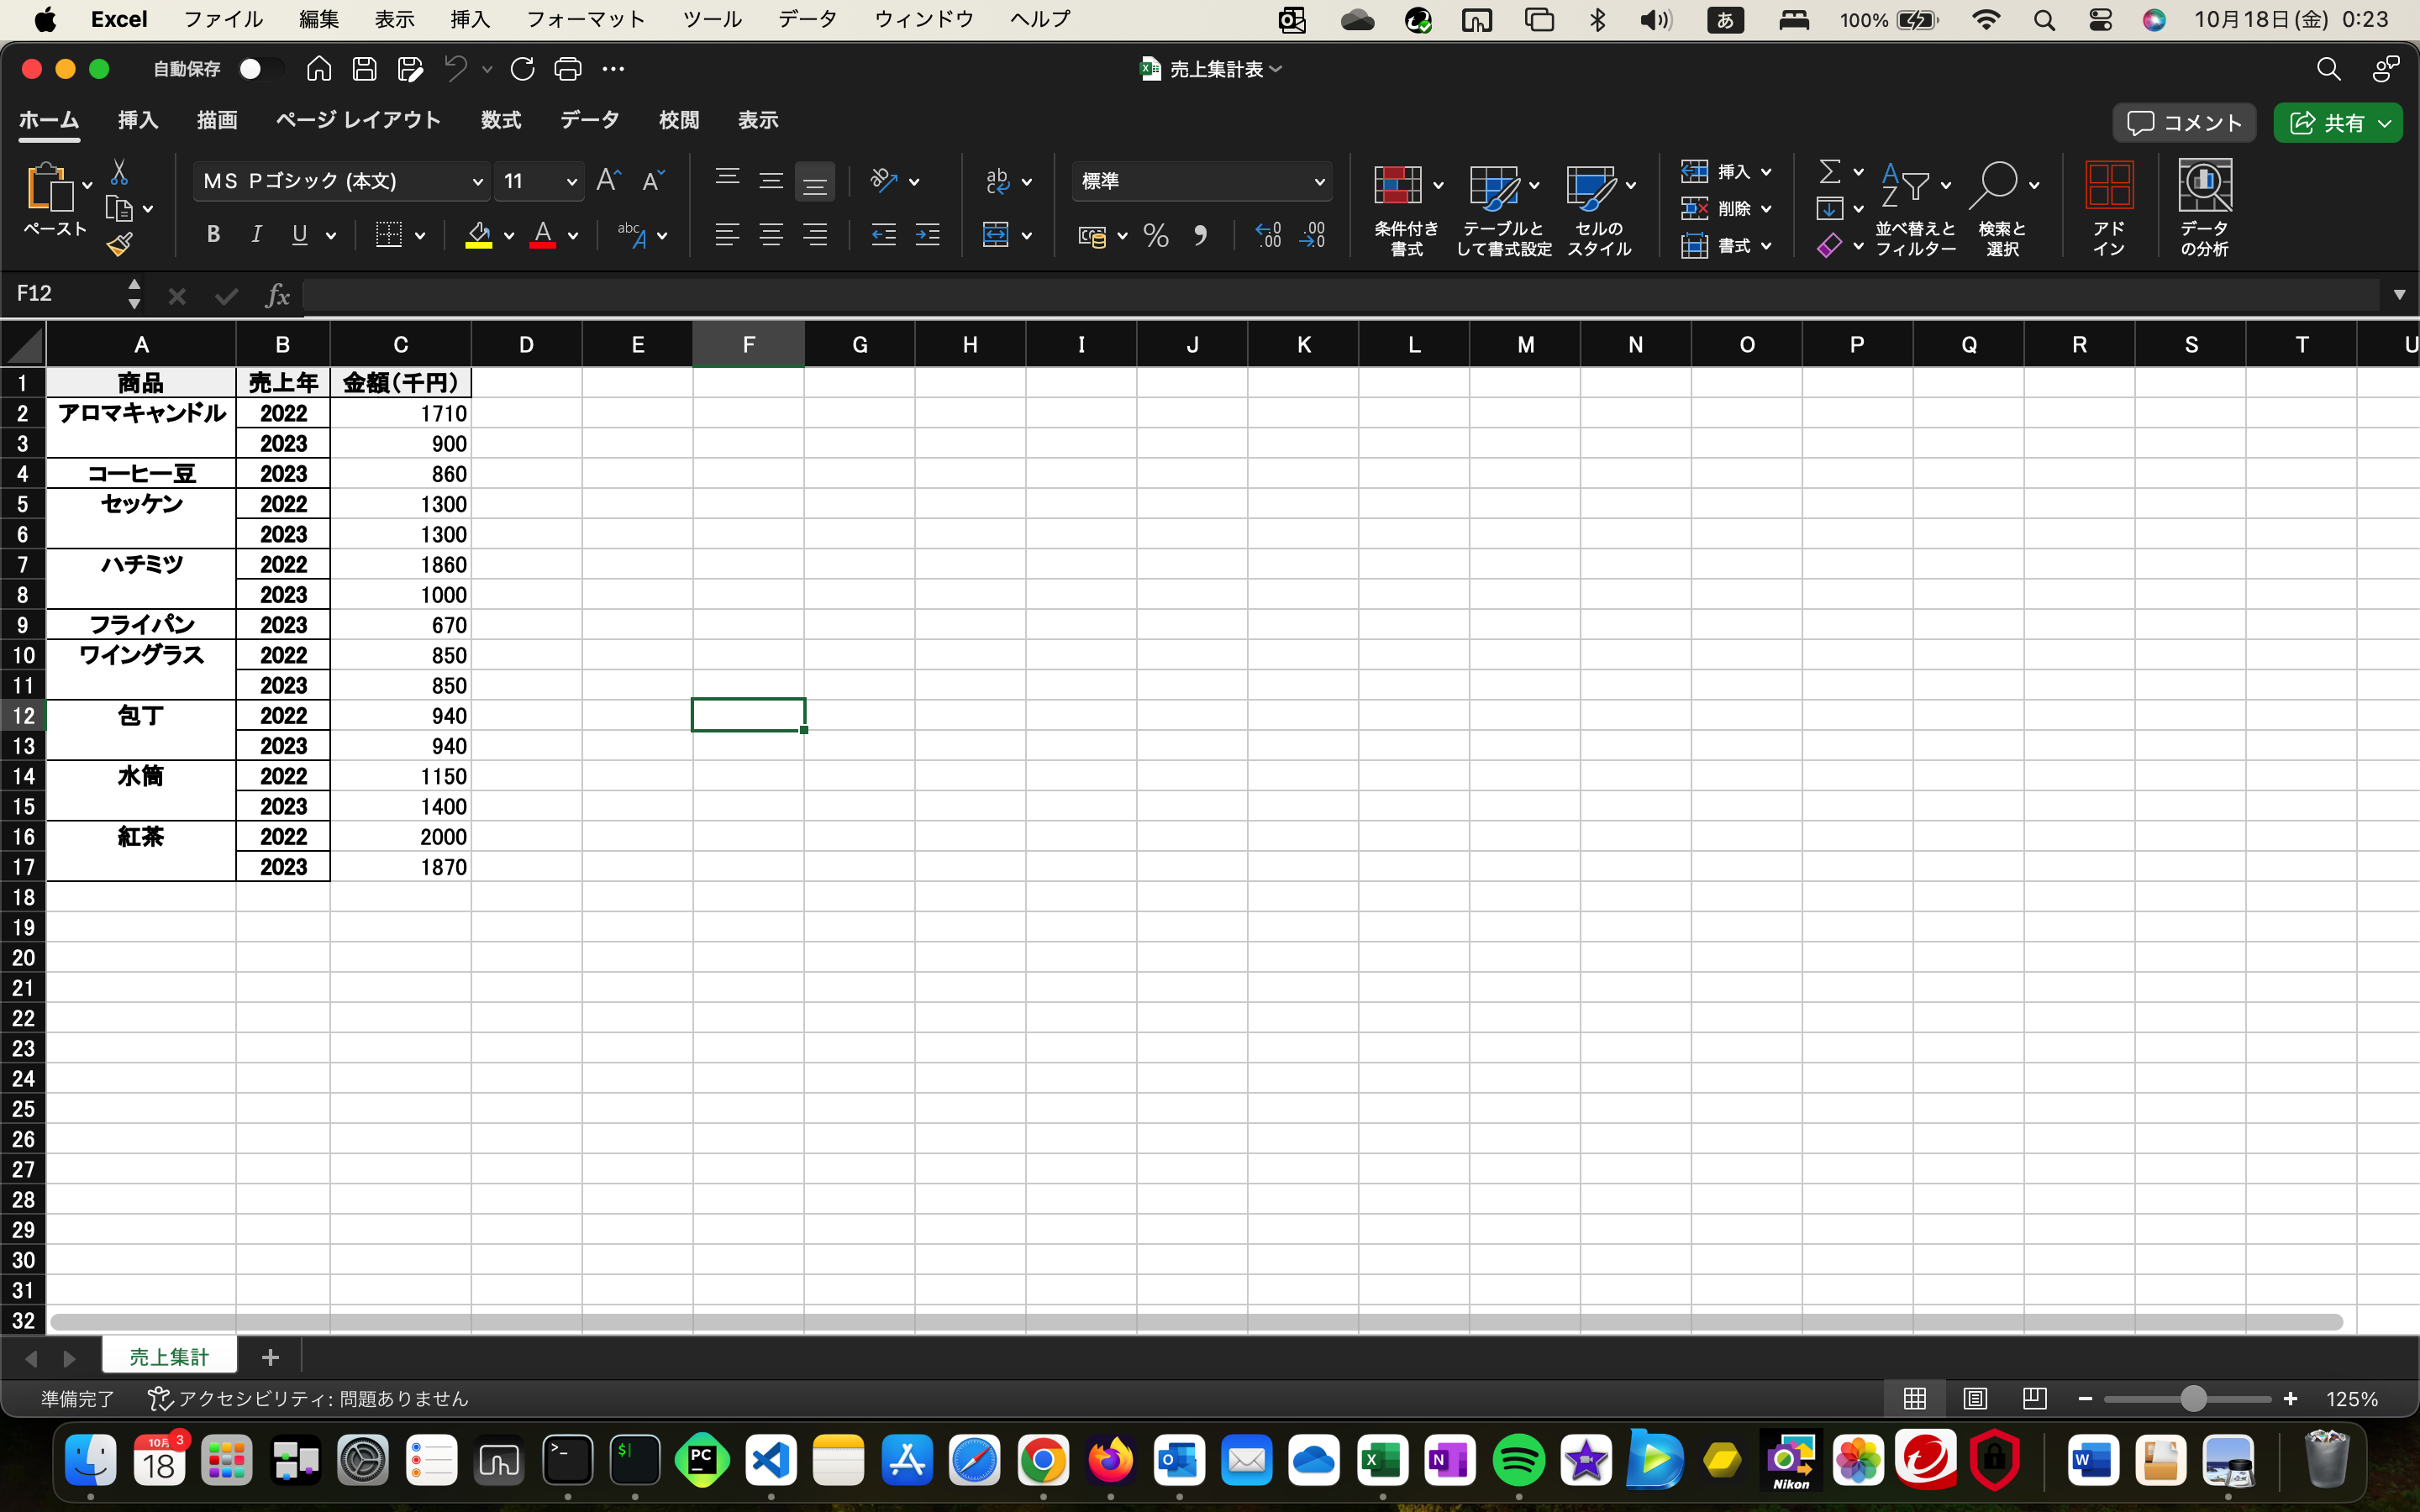 Excel ファイル 編集 表示 挿入 フォーマット ツール データ ウィンドウ ヘルプ あ 100% 10月18日(金) 0:23
自動保存 売上集計表
ホーム 挿入 描画 ページ レイアウト 数式 データ 校閲 表示 コメント 共有
ペースト MS Pゴシック (本文) 11 標準 条件付き書式 テーブルとして書式設定 セルのスタイル 挿入 削除 書式 並べ替えとフィルター 検索と選択 アドイン データの分析
F12 fx
A B C D E F G H I J K L M N O P Q R S T U
1 商品 売上年 金額(千円)
2 アロマキャンドル 2022 1710
3 2023 900
4 コーヒー豆 2023 860
5 セッケン 2022 1300
6 2023 1300
7 ハチミツ 2022 1860
8 2023 1000
9 フライパン 2023 670
10 ワイングラス 2022 850
11 2023 850
12 包丁 2022 940
13 2023 940
14 水筒 2022 1150
15 2023 1400
16 紅茶 2022 2000
17 2023 1870
18
19
20
21
22
23
24
25
26
27
28
29
30
31
32
売上集計
準備完了 アクセシビリティ: 問題ありません 125%
10月 3 18 PC Nikon